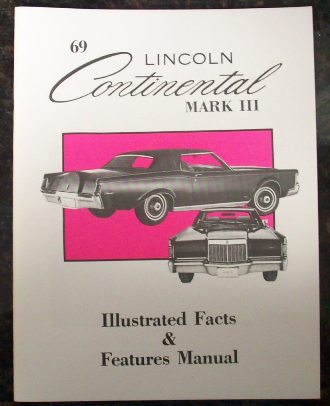 69
LINCOLN
Continental
MARK III
Illustrated Facts
&
Features Manual